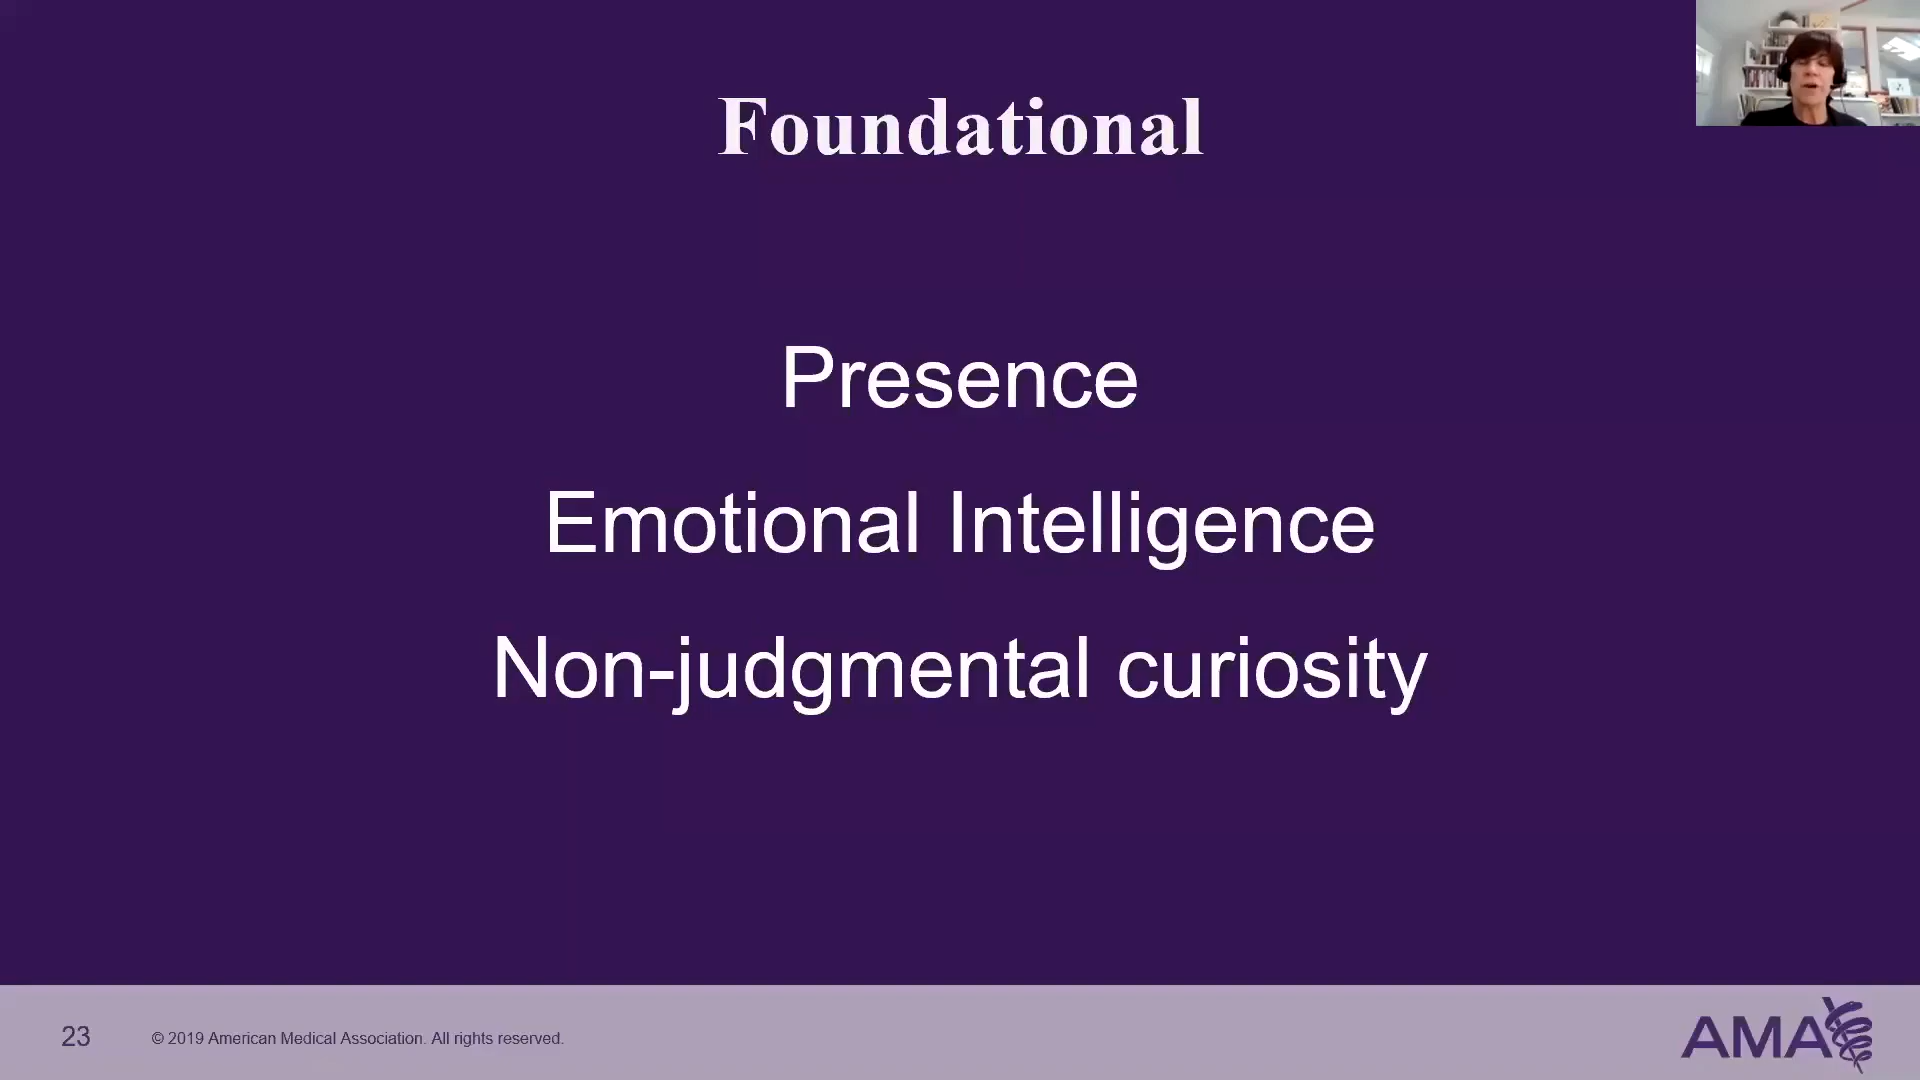 Foundational
Presence
Emotional Intelligence
Non-judgmental curiosity
23
© 2019 American Medical Association. All rights reserved.
AMA